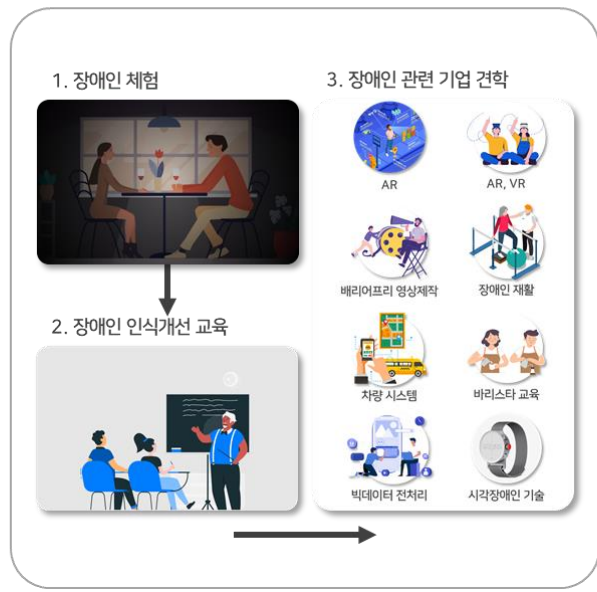 1. 장애인 체험
2. 장애인 인식개선 교육
3. 장애인 관련 기업 견학
AR
AR, VR
배리어프리 영상제작
장애인 재활
차량 시스템
바리스타 교육
빅데이터 전처리
시각장애인 기술